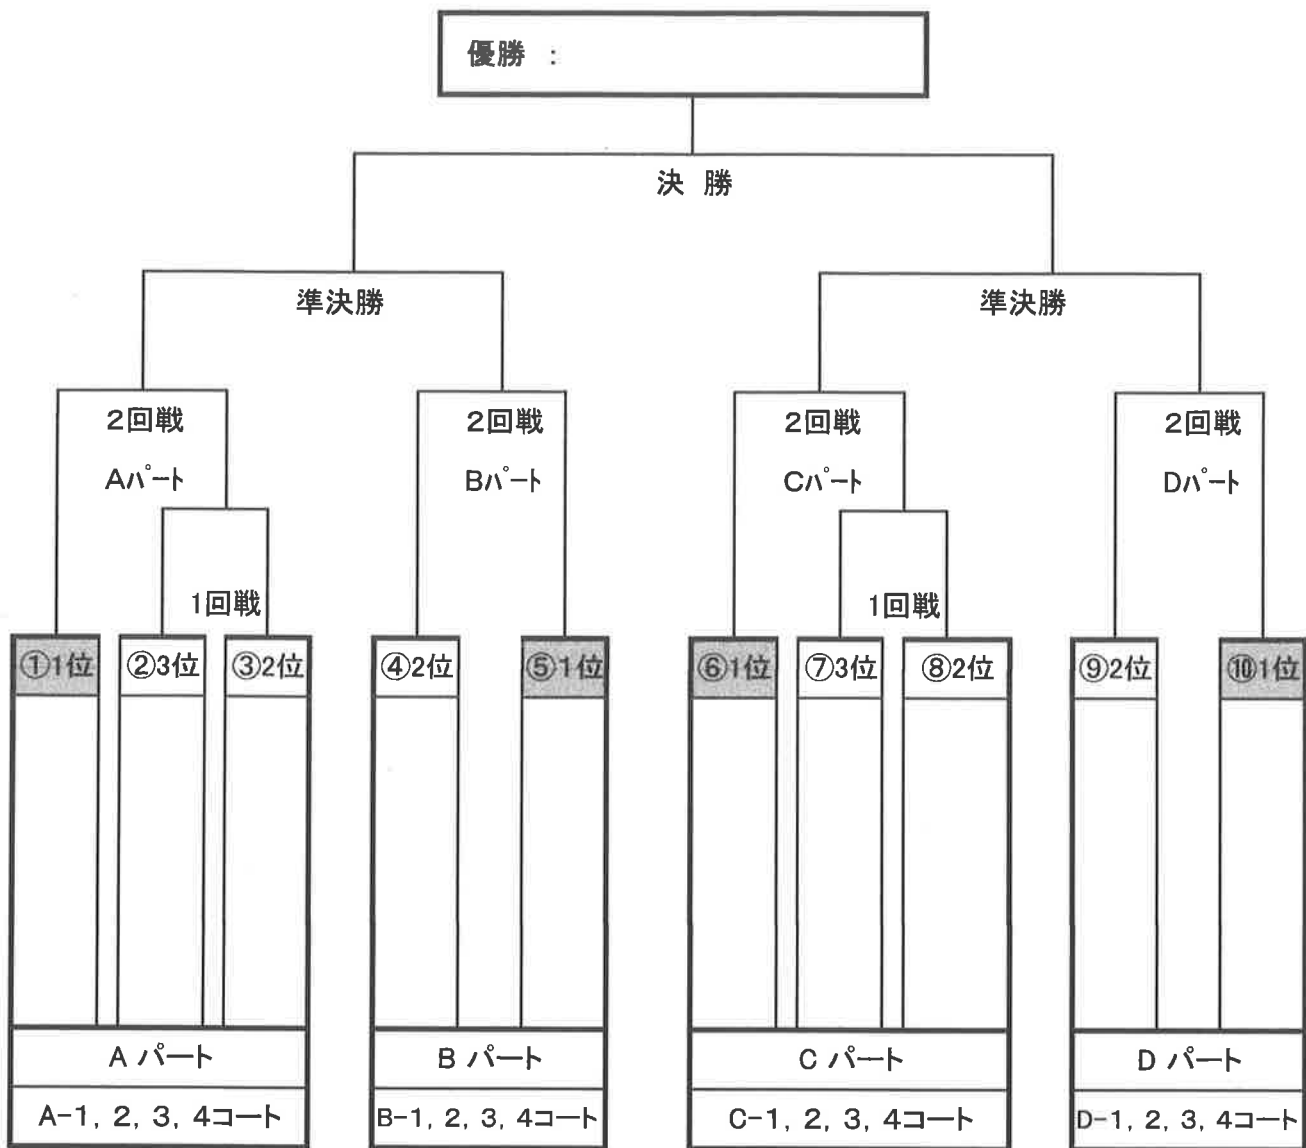 優勝 :
決 勝
準決勝
準決勝
2回戦
2回戦
2回戦
2回戦
Aパート
Bパート
Cパート
Dパート
1回戦
1回戦
①1位
②3位
③2位
④2位
⑤1位
⑥1位
⑦3位
⑧2位
⑨2位
⑩1位
A パート
B パート
C パート
D パート
A-1, 2, 3, 4コート
B-1, 2, 3, 4コート
C-1, 2, 3, 4コート
D-1, 2, 3, 4コート